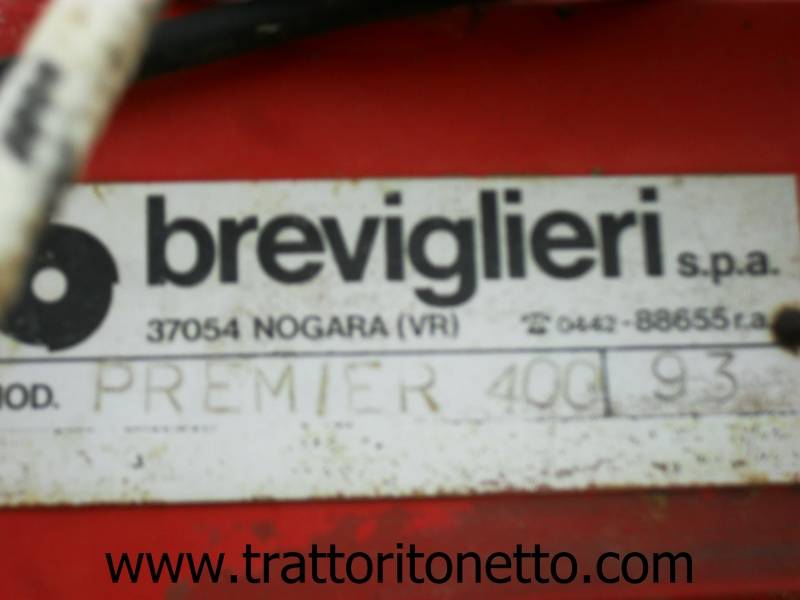 breviglieri s.p.a.
37054 NOGARA (VR) ☎ 0442-88655 r.a.
MOD. PREMIER 400 93
www.trattoritonetto.com